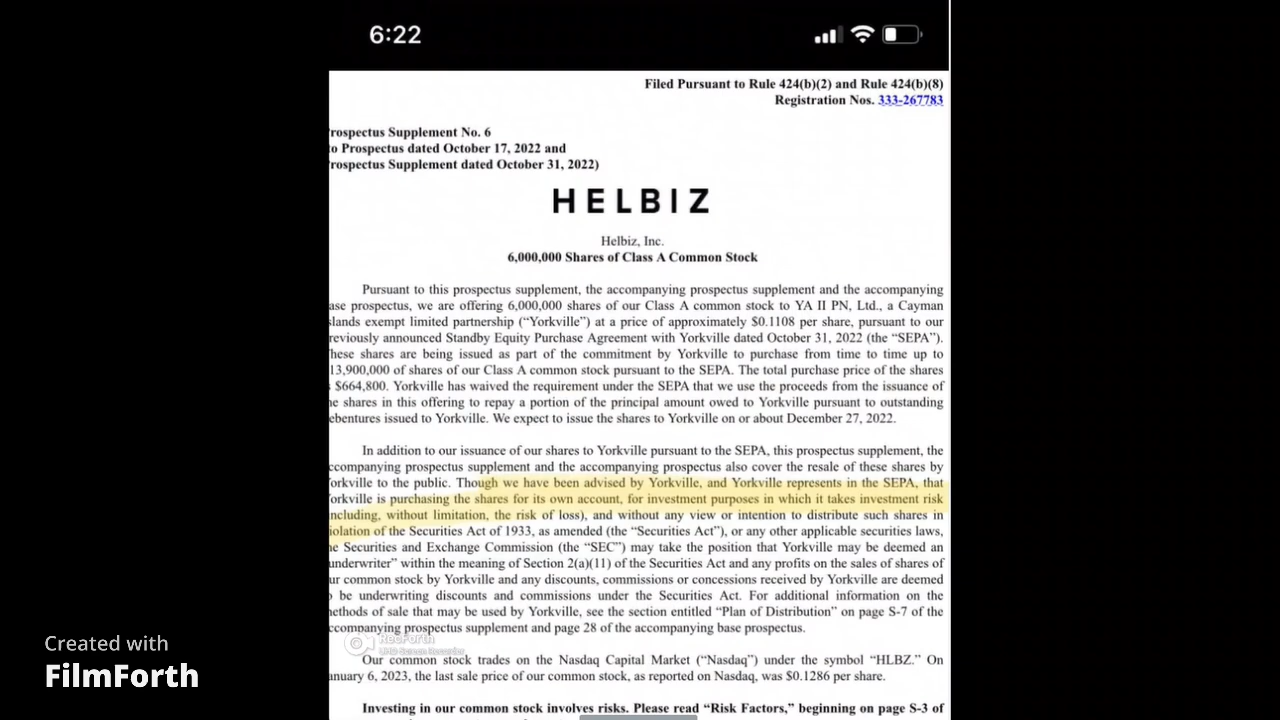 6:22
Filed Pursuant to Rule 424(b)(2) and Rule 424(b)(8)
Registration Nos. 333-267783
rospectus Supplement No. 6
o Prospectus dated October 17, 2022 and
rospectus Supplement dated October 31, 2022)
HELBIZ
Helbiz, Inc.
6,000,000 Shares of Class A Common Stock
Pursuant to this prospectus supplement, the accompanying prospectus supplement and the accompanying
ase prospectus, we are offering 6,000,000 shares of our Class A common stock to YA II PN, Ltd., a Cayman
slands exempt limited partnership (“Yorkville”) at a price of approximately $0.1108 per share, pursuant to our
reviously announced Standby Equity Purchase Agreement with Yorkville dated October 31, 2022 (the “SEPA”).
hese shares are being issued as part of the commitment by Yorkville to purchase from time to time up to
13,900,000 of shares of our Class A common stock pursuant to the SEPA. The total purchase price of the shares
s $664,800. Yorkville has waived the requirement under the SEPA that we use the proceeds from the issuance of
he shares in this offering to repay a portion of the principal amount owed to Yorkville pursuant to outstanding
ebentures issued to Yorkville. We expect to issue the shares to Yorkville on or about December 27, 2022.
In addition to our issuance of our shares to Yorkville pursuant to the SEPA, this prospectus supplement, the
ccompanying prospectus supplement and the accompanying prospectus also cover the resale of these shares by
orkville to the public. Though we have been advised by Yorkville, and Yorkville represents in the SEPA, that
orkville is purchasing the shares for its own account, for investment purposes in which it takes investment risk
ncluding, without limitation, the risk of loss), and without any view or intention to distribute such shares in
iolation of the Securities Act of 1933, as amended (the “Securities Act”), or any other applicable securities laws,
he Securities and Exchange Commission (the “SEC”) may take the position that Yorkville may be deemed an
underwriter” within the meaning of Section 2(a)(11) of the Securities Act and any profits on the sales of shares of
ur common stock by Yorkville and any discounts, commissions or concessions received by Yorkville are deemed
o be underwriting discounts and commissions under the Securities Act. For additional information on the
ethods of sale that may be used by Yorkville, see the section entitled “Plan of Distribution” on page S-7 of the
ccompanying prospectus supplement and page 28 of the accompanying base prospectus.
RecForth
UHD Screen Recorder
Our common stock trades on the Nasdaq Capital Market (“Nasdaq”) under the symbol “HLBZ.” On
anuary 6, 2023, the last sale price of our common stock, as reported on Nasdaq, was $0.1286 per share.
Investing in our common stock involves risks. Please read “Risk Factors,” beginning on page S-3 of
Created with
FilmForth